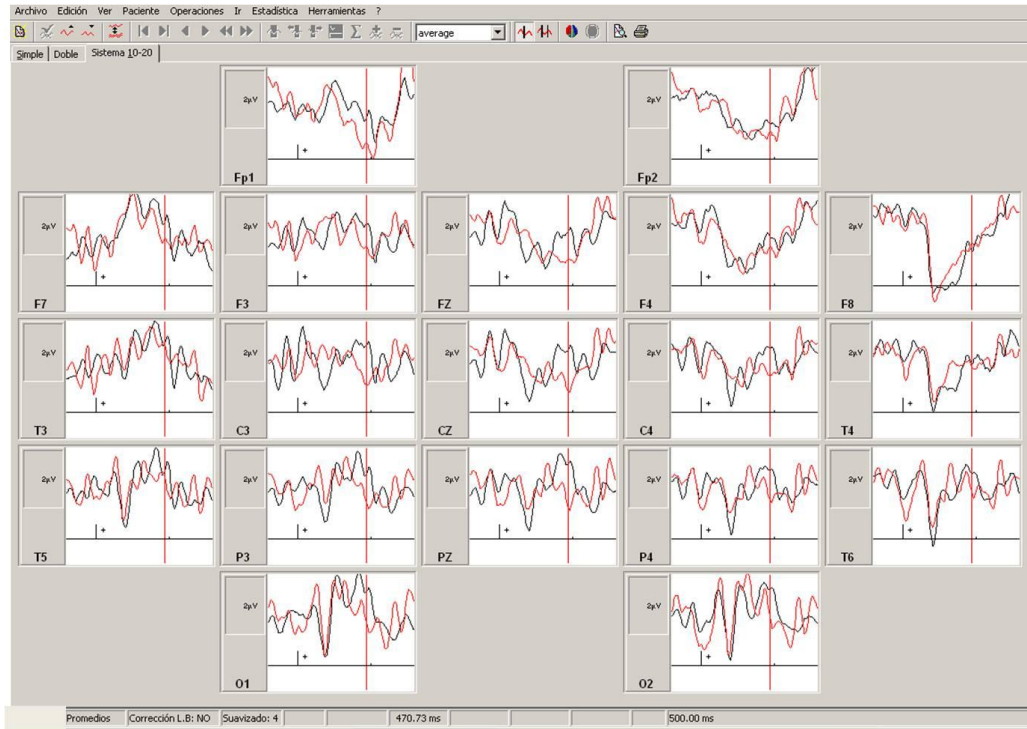 Archivo Edición Ver Paciente Operaciones Ir Estadística Herramientas ?
average
Simple Doble Sistema 10-20
2µV 2µV
+ +
Fp1 Fp2
2µV 2µV 2µV 2µV 2µV
+ + + + +
F7 F3 FZ F4 F8
2µV 2µV 2µV 2µV 2µV
+ + + + +
T3 C3 CZ C4 T4
2µV 2µV 2µV 2µV 2µV
+ + + + +
T5 P3 PZ P4 T6
2µV 2µV
+ +
O1 O2
Promedios Corrección L.B: NO Suavizado: 4 470.73 ms 500.00 ms